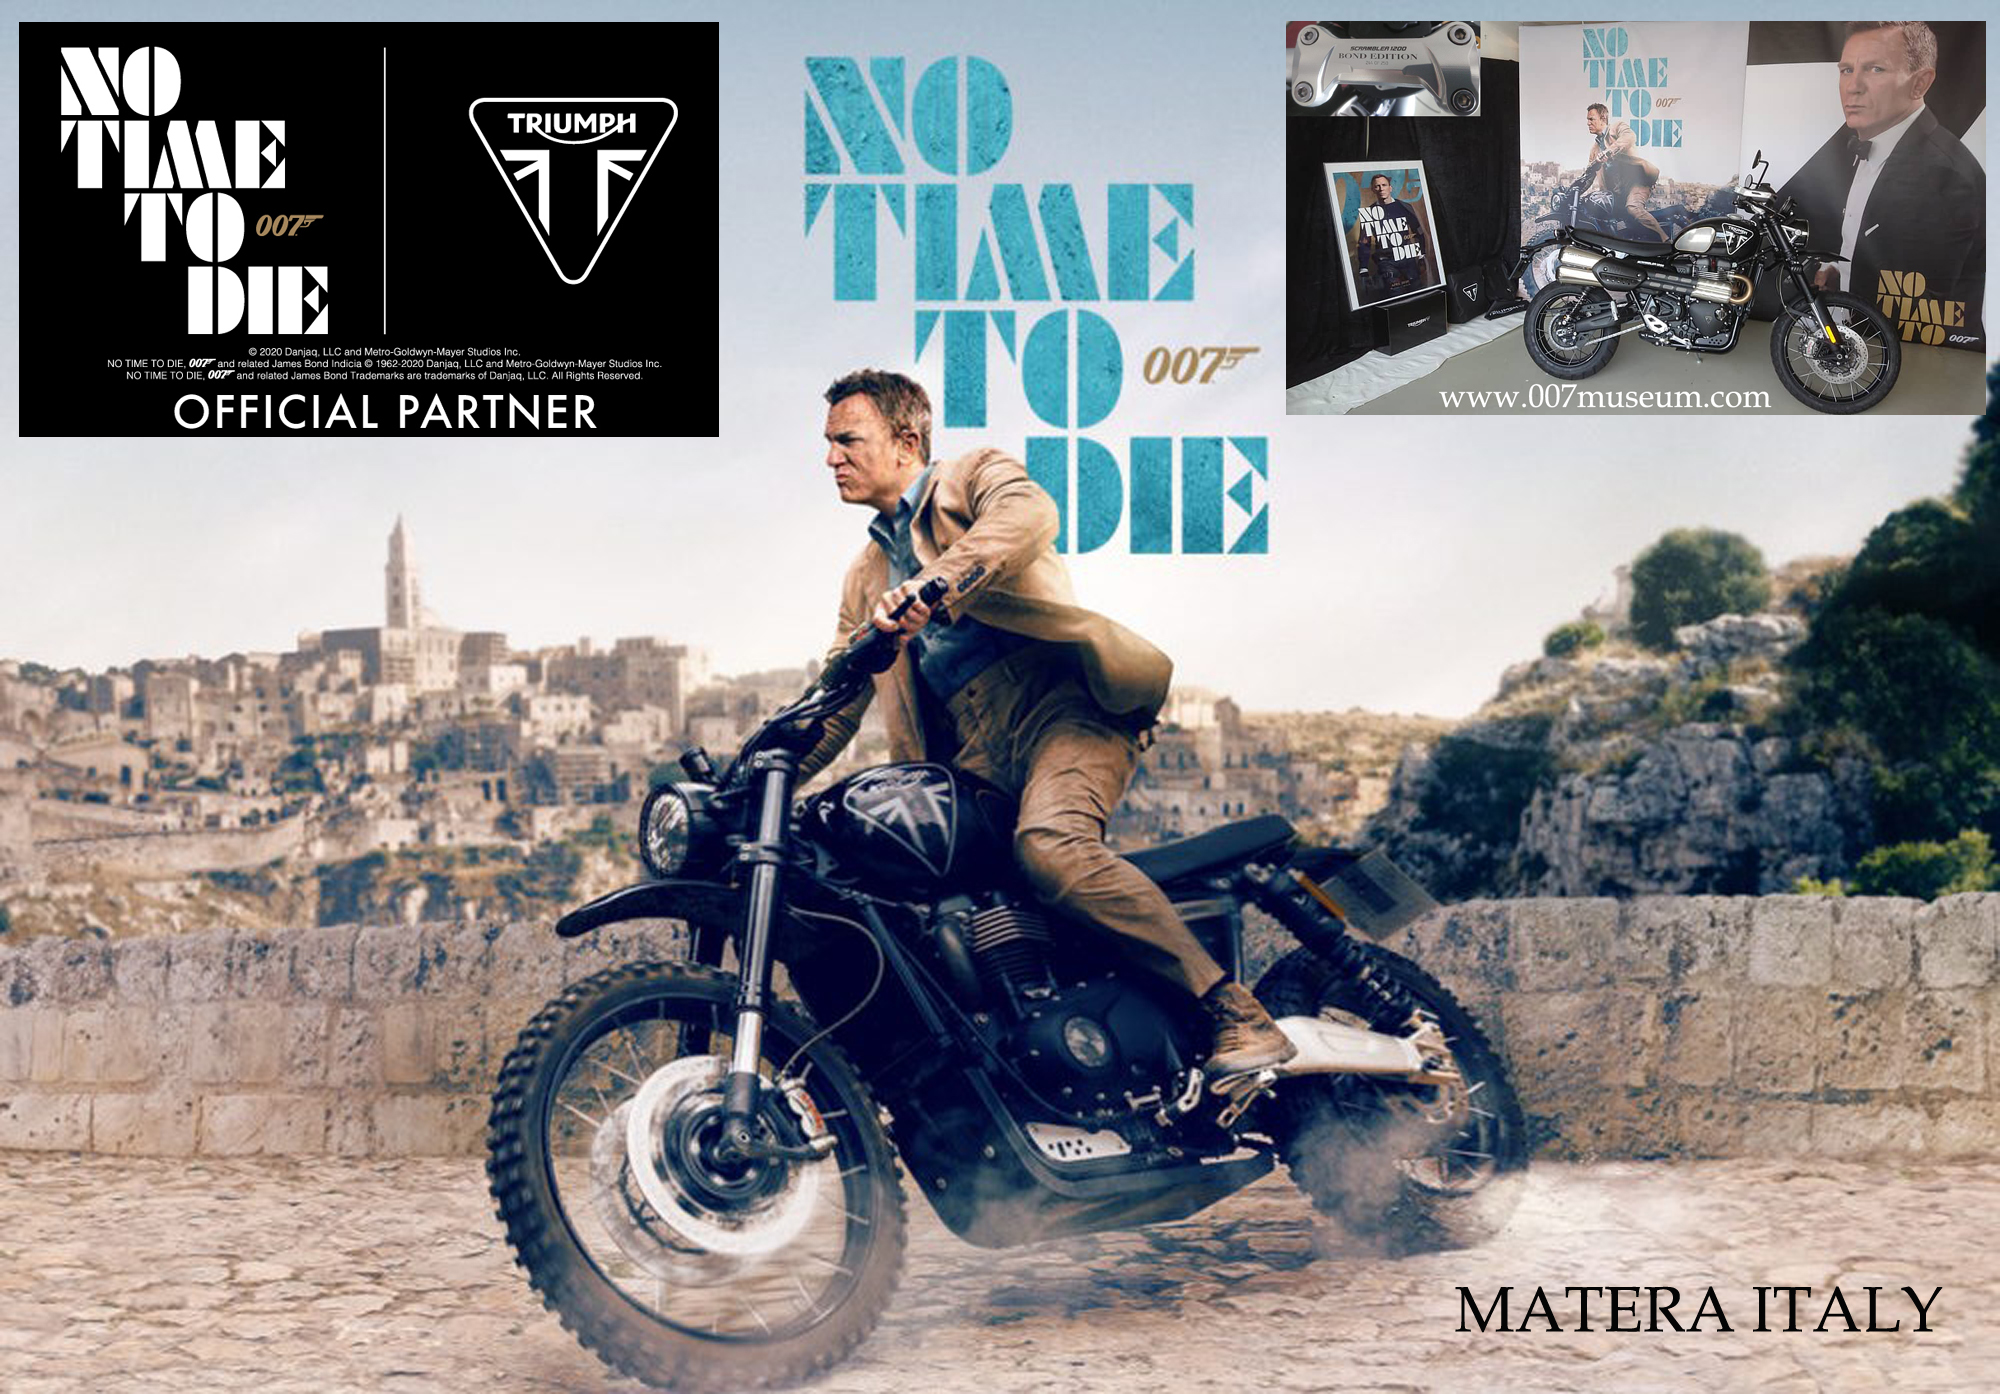 NO
TIME
TO 007
DIE
TRIUMPH
© 2020 Danjaq, LLC and Metro-Goldwyn-Mayer Studios Inc.
NO TIME TO DIE, 007 and related James Bond Indicia © 1962-2020 Danjaq, LLC and Metro-Goldwyn-Mayer Studios Inc.
NO TIME TO DIE, 007 and related James Bond Trademarks are trademarks of Danjaq, LLC. All Rights Reserved.
OFFICIAL PARTNER
NO
TIME
TO
007
DIE
SCRAMBLER 1200
BOND EDITION
NO
TIME
TO 007
DIE
NO
TIME
TO
DIE
TRIUMPH
NO
TIME
TO
007
www.007museum.com
MATERA ITALY